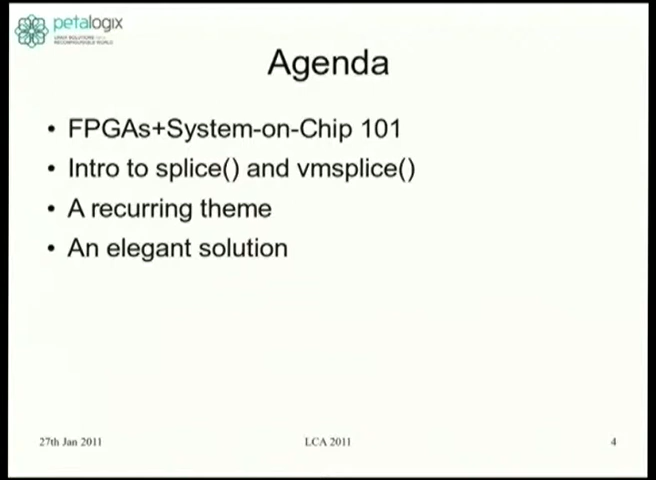 petalogix
Agenda
• FPGAs+System-on-Chip 101
• Intro to splice() and vmsplice()
• A recurring theme
• An elegant solution
27th Jan 2011
LCA 2011
4